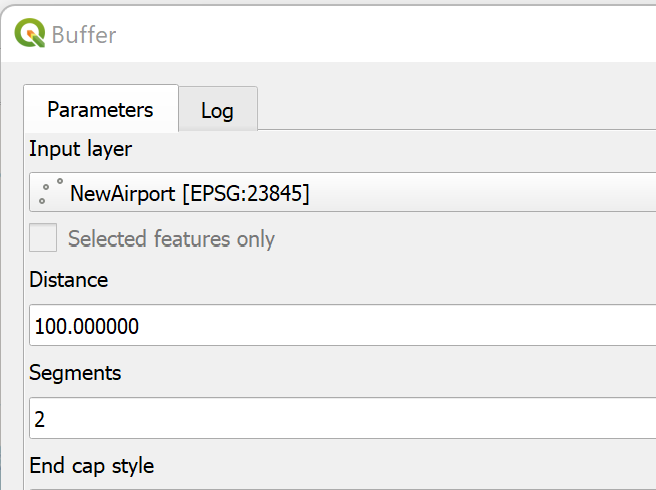 Buffer
Parameters
Log
Input layer
NewAirport [EPSG:23845]
Selected features only
Distance
100.000000
Segments
2
End cap style